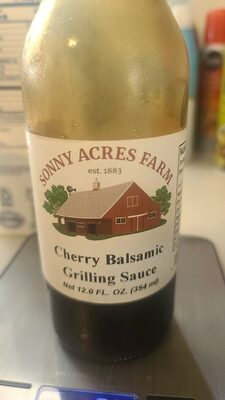 SONNY ACRES FARM
est. 1883
Cherry Balsamic
Grilling Sauce
Net 12.0 FL. OZ. (354 ml)